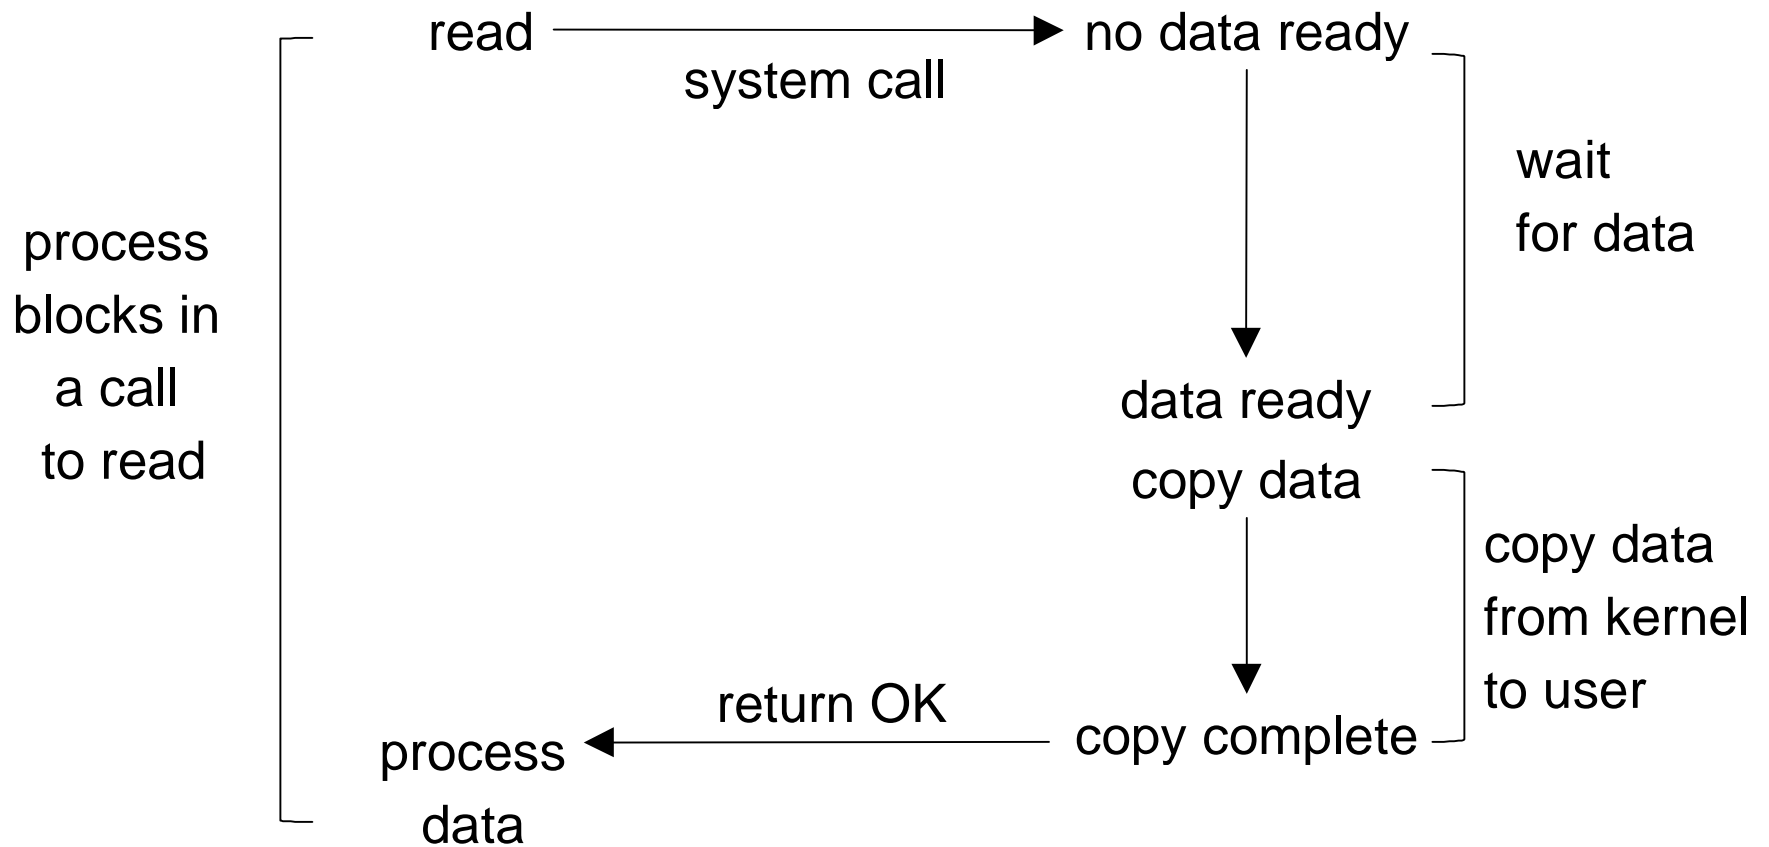 read
system call
no data ready
wait
for data
process
blocks in
a call
to read
data ready
copy data
copy data
from kernel
to user
return OK
copy complete
process
data